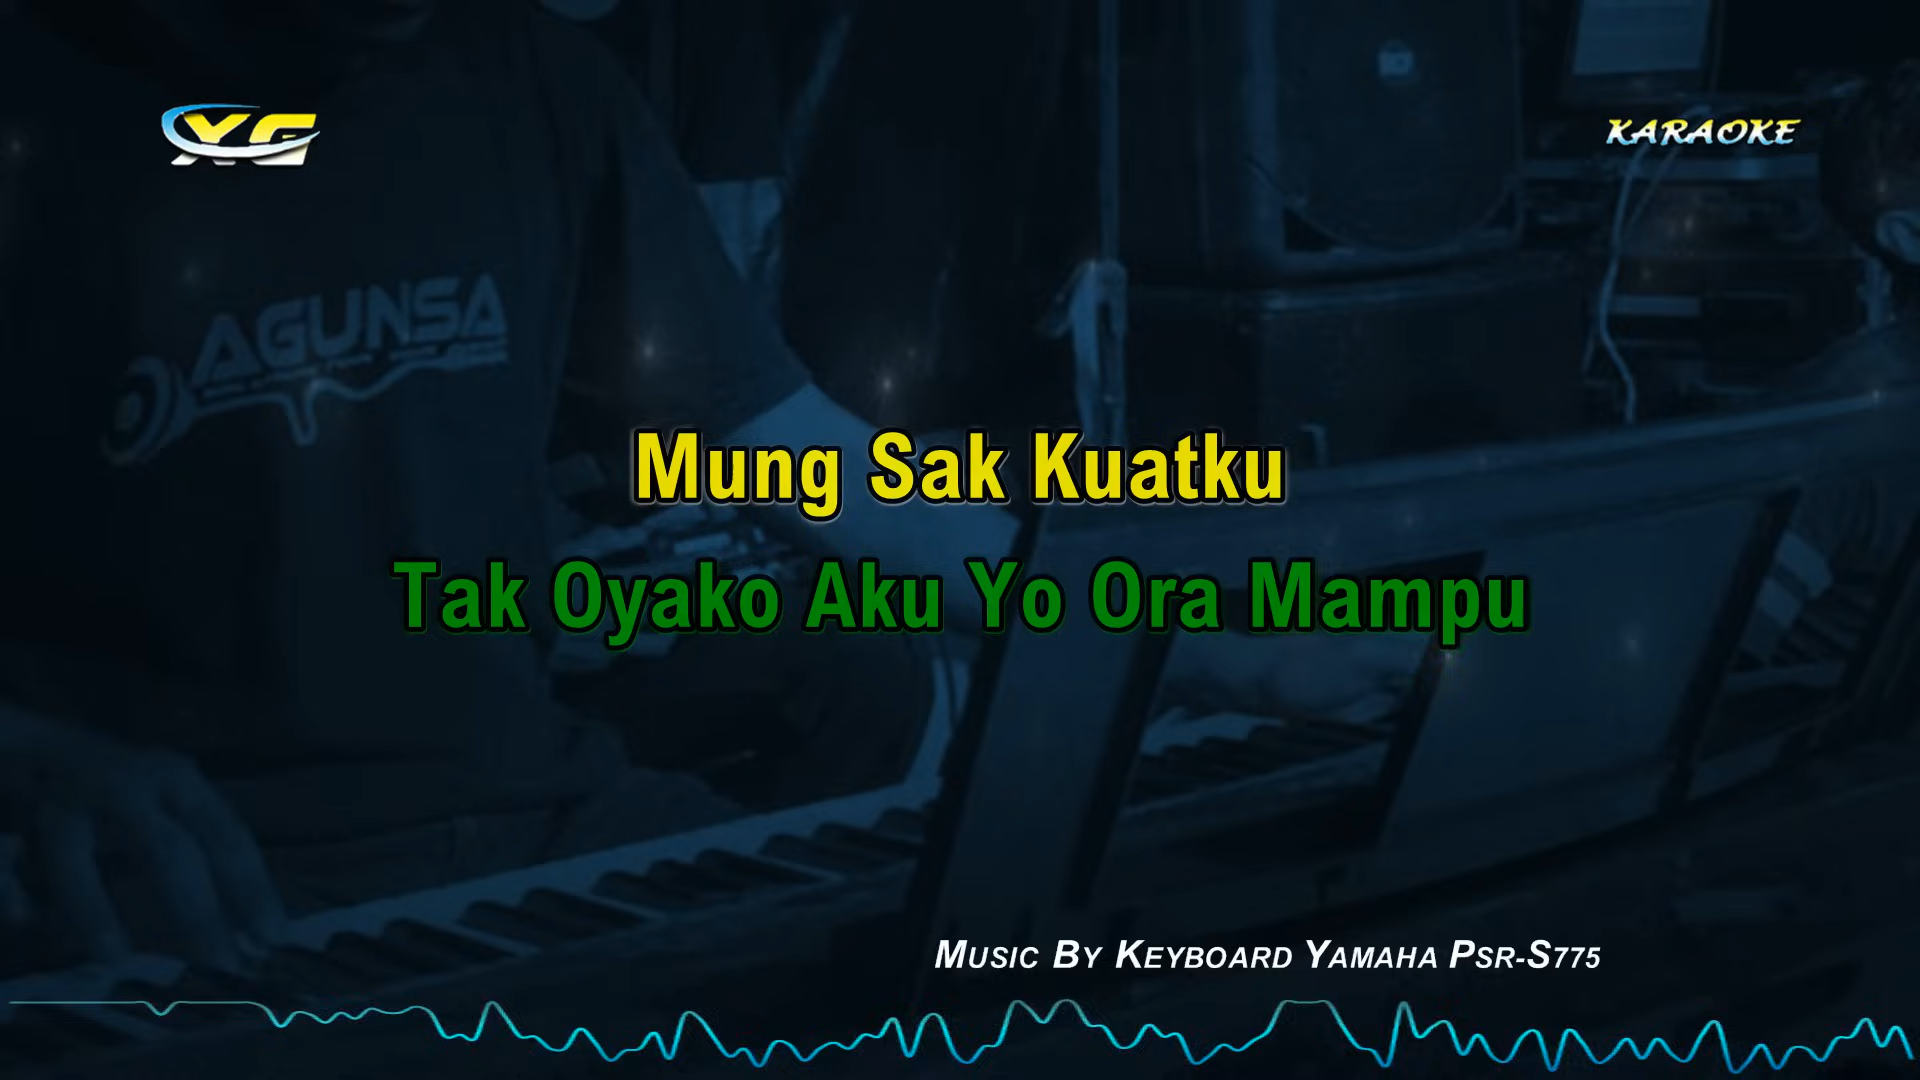 XG
KARAOKE
AGUNSA
Mung Sak Kuatku
Tak Oyako Aku Yo Ora Mampu
Music By Keyboard Yamaha Psr-S775